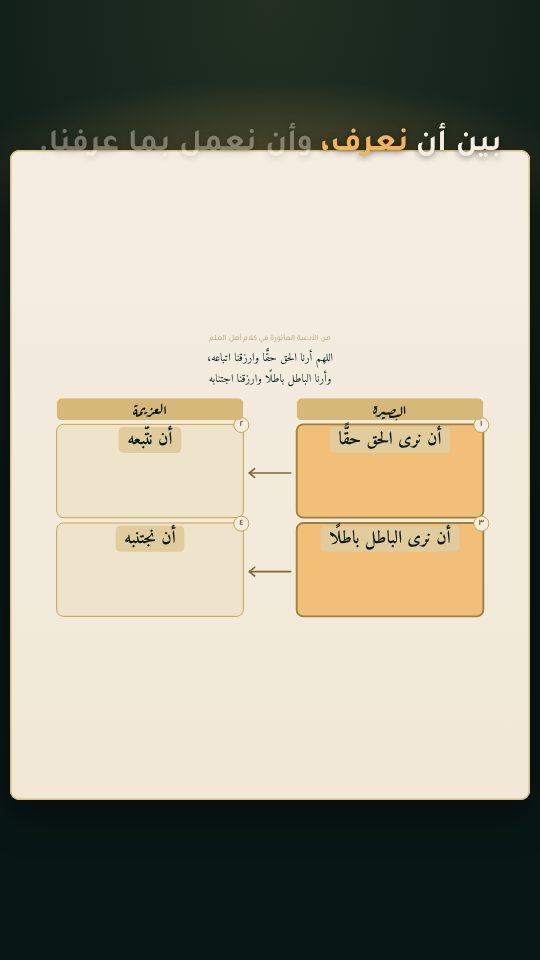 بين أن نعرف، وأن نعمل بما عرفنا.
من الأدعية المأثورة في كلام أهل العلم
اللهم أرنا الحق حقًّا وارزقنا اتباعه،
وأرنا الباطل باطلًا وارزقنا اجتنابه
البصيرة
العزيمة
١
أن نرى الحق حقًّا
٢
أن نتّبعه
٣
أن نرى الباطل باطلًا
٤
أن نجتنبه